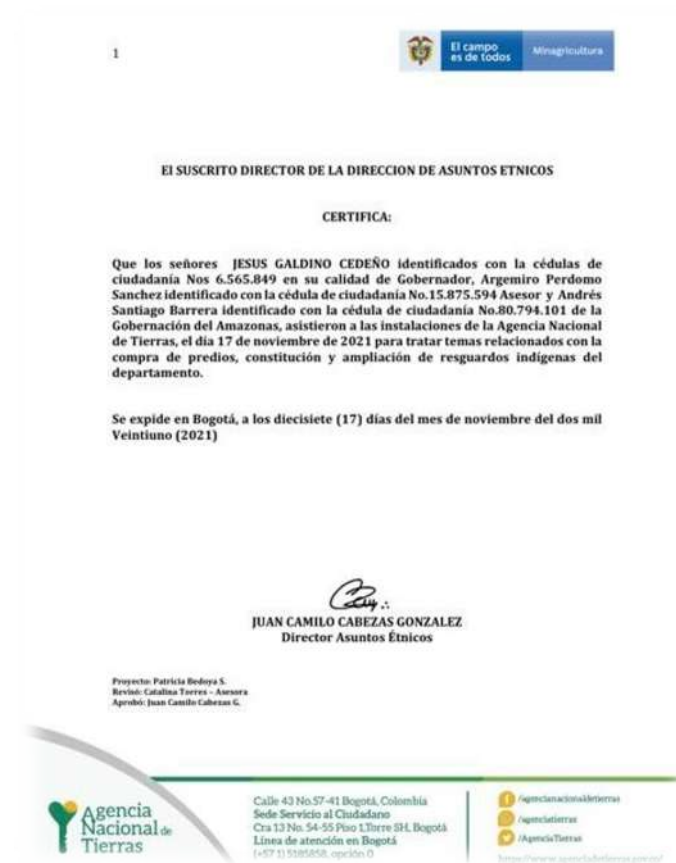 1
El campo
es de todos
Minagricultura
El SUSCRITO DIRECTOR DE LA DIRECCION DE ASUNTOS ETNICOS
CERTIFICA:
Que los señores JESUS GALDINO CEDEÑO identificados con la cédulas de
ciudadanía Nos 6.565.849 en su calidad de Gobernador, Argemiro Perdomo
Sanchez identificado con la cédula de ciudadanía No.15.875.594 Asesor y Andrés
Santiago Barrera identificado con la cédula de ciudadanía No.80.794.101 de la
Gobernación del Amazonas, asistieron a las instalaciones de la Agencia Nacional
de Tierras, el día 17 de noviembre de 2021 para tratar temas relacionados con la
compra de predios, constitución y ampliación de resguardos indígenas del
departamento.
Se expide en Bogotá, a los diecisiete (17) días del mes de noviembre del dos mil
Veintiuno (2021)
JUAN CAMILO CABEZAS GONZALEZ
Director Asuntos Étnicos
Proyecto: Patricia Bedoya S.
Revisó: Catalina Torres – Asesora
Aprobó: Juan Camilo Cabezas G.
Agencia
Nacional de
Tierras
Calle 43 No.57-41 Bogotá, Colombia
Sede Servicio al Ciudadano
Cra 13 No. 54-55 Piso 1,Torre SH, Bogotá
Línea de atención en Bogotá
(+57 1) 5185858, opción 0
/agencianacionaldetierras
/agenciatierras
/AgenciaTierras